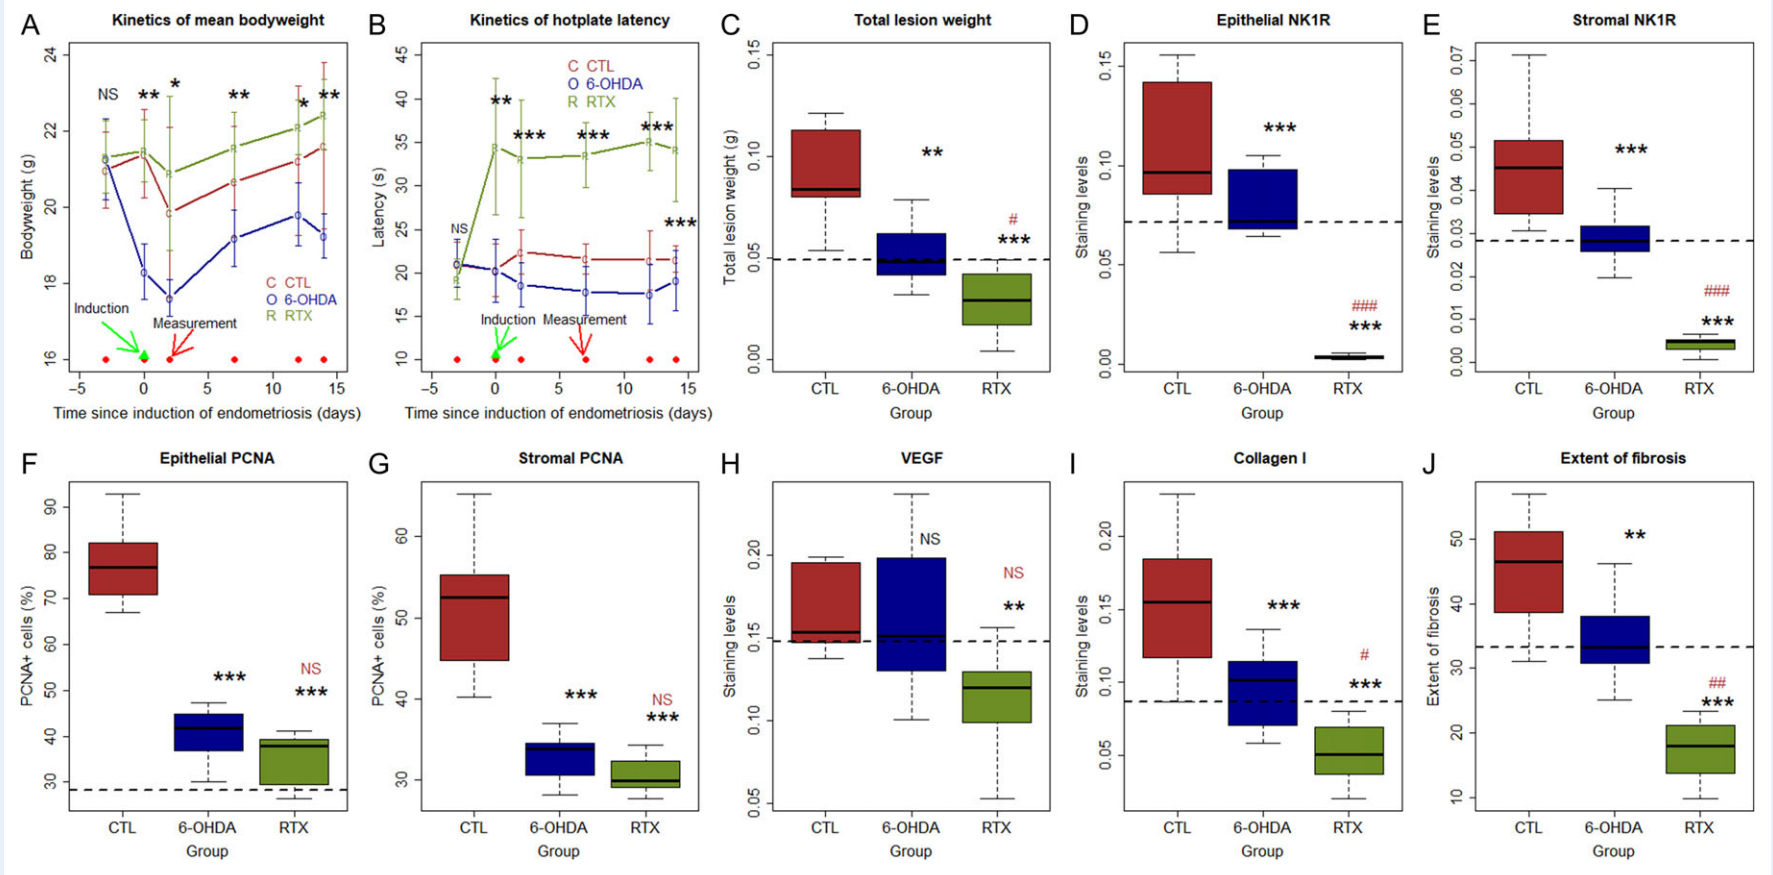 A Kinetics of mean bodyweight
Bodyweight (g)
24
22
20
18
16
NS ** * ** * **
C CTL
O 6-OHDA
R RTX
Induction
Measurement
−5 0 5 10 15
Time since induction of endometriosis (days)
B Kinetics of hotplate latency
Latency (s)
45
40
35
30
25
20
15
10
C CTL
O 6-OHDA
R RTX
NS ** *** *** *** ***
Induction Measurement
−5 0 5 10 15
Time since induction of endometriosis (days)
C Total lesion weight
Total lesion weight (g)
0.15
0.10
0.05
0.00
**
#
***
CTL 6-OHDA RTX
Group
D Epithelial NK1R
Staining levels
0.15
0.10
0.05
0.00
***
###
***
CTL 6-OHDA RTX
Group
E Stromal NK1R
Staining levels
0.07
0.06
0.05
0.04
0.03
0.02
0.01
0.00
***
###
***
CTL 6-OHDA RTX
Group
F Epithelial PCNA
PCNA+ cells (%)
90
80
70
60
50
40
30
***
NS
***
CTL 6-OHDA RTX
Group
G Stromal PCNA
PCNA+ cells (%)
60
50
40
30
***
NS
***
CTL 6-OHDA RTX
Group
H VEGF
Staining levels
0.20
0.15
0.10
0.05
NS
NS
**
CTL 6-OHDA RTX
Group
I Collagen I
Staining levels
0.20
0.15
0.10
0.05
***
#
***
CTL 6-OHDA RTX
Group
J Extent of fibrosis
Extent of fibrosis
50
40
30
20
10
**
##
***
CTL 6-OHDA RTX
Group